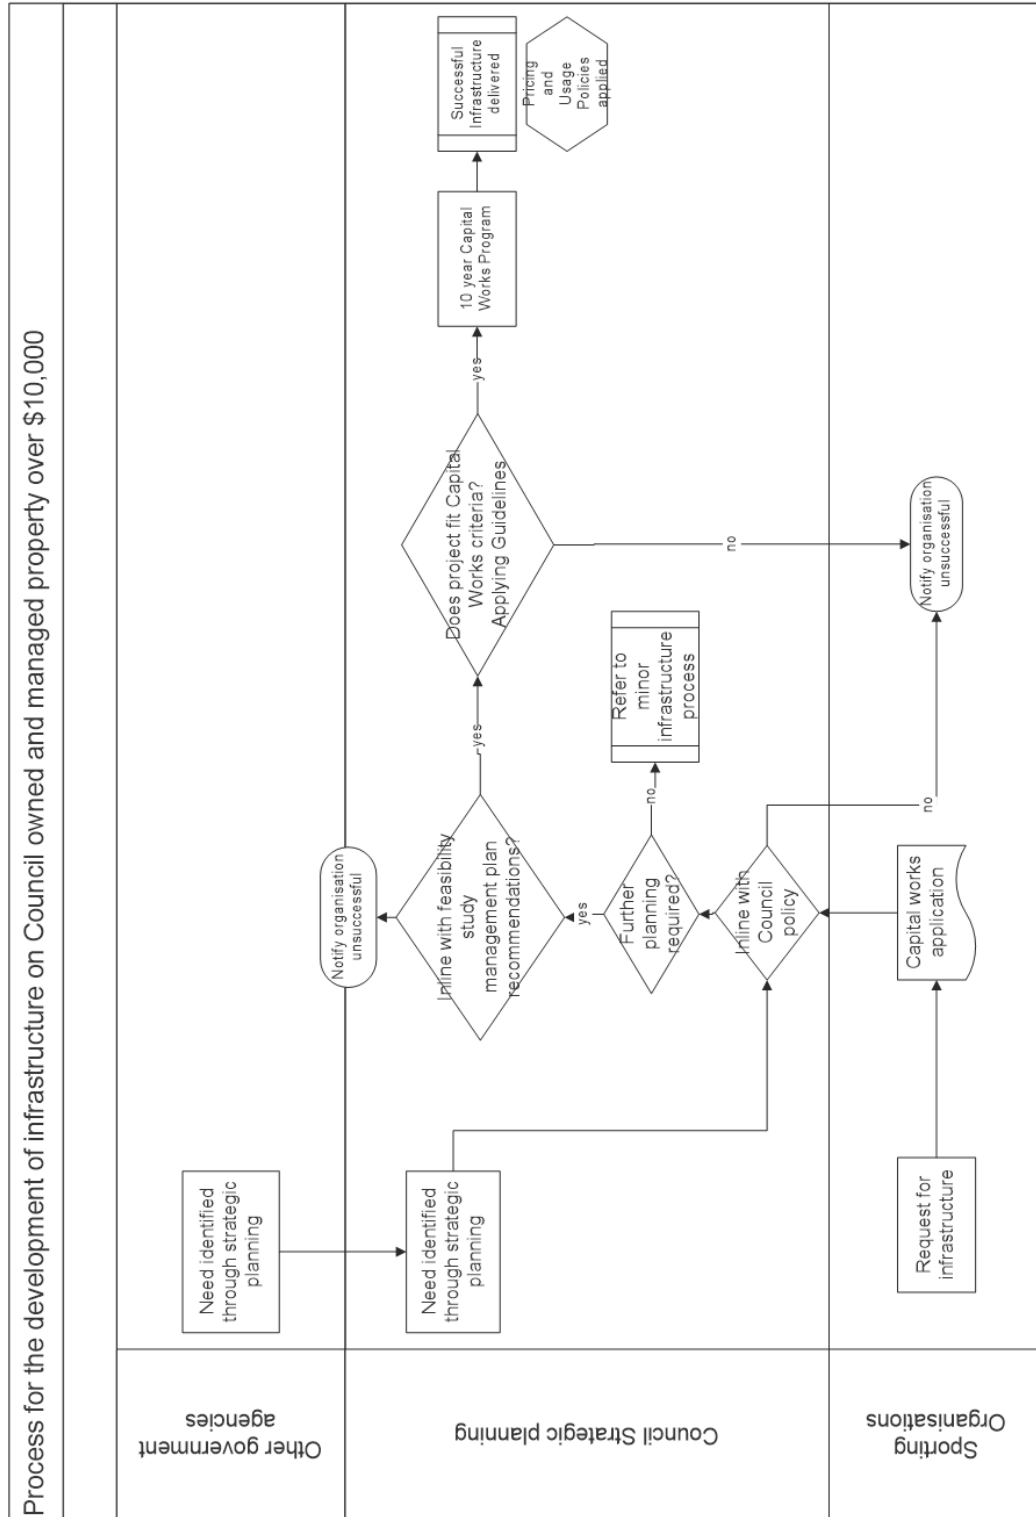 Process for the development of infrastructure on Council owned and managed property over $10,000
Other government
agencies
Need identified
through strategic
planning
Council Strategic planning
Need identified
through strategic
planning
Notify organisation
unsuccessful
Inline with feasibility
study
management plan
recommendations?
yes
Does project fit Capital
Works criteria?
Applying Guidelines
yes
10 year Capital
Works Program
Successful
Infrastructure
delivered
Pricing
and
Usage
Policies
applied
yes
Further
planning
required?
no
Refer to
minor
infrastructure
process
Inline with
Council
policy
no
no
Sporting
Organisations
Request for
infrastructure
Capital works
application
Notify organisation
unsuccessful